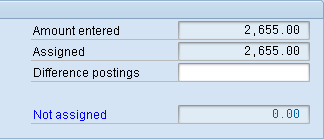 Amount entered 2,655.00
Assigned 2,655.00
Difference postings
Not assigned 0.00